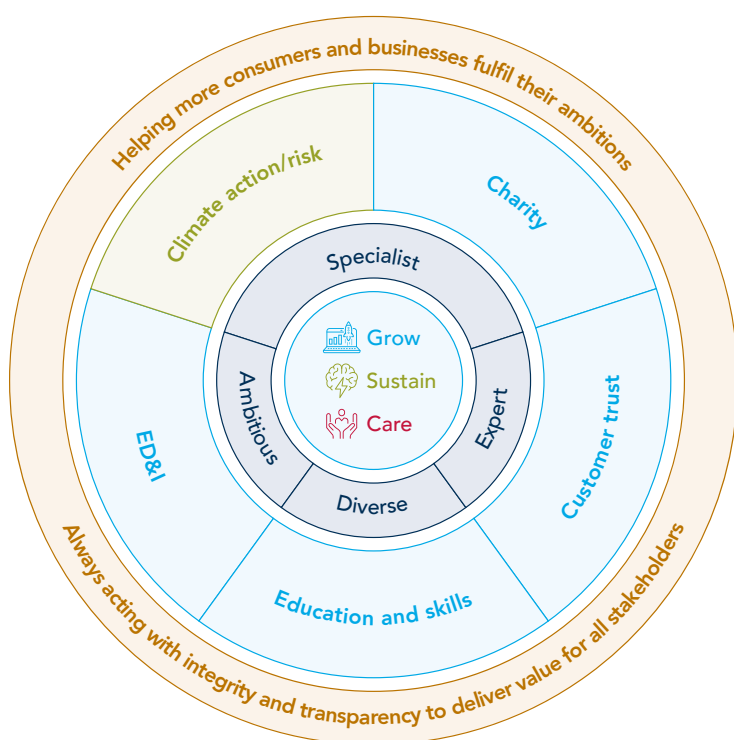 Helping more consumers and businesses fulfil their ambitions
Climate action/risk
Charity
Specialist
Grow
Sustain
Care
Ambitious
Expert
Customer trust
ED&I
Diverse
Education and skills
Always acting with integrity and transparency to deliver value for all stakeholders